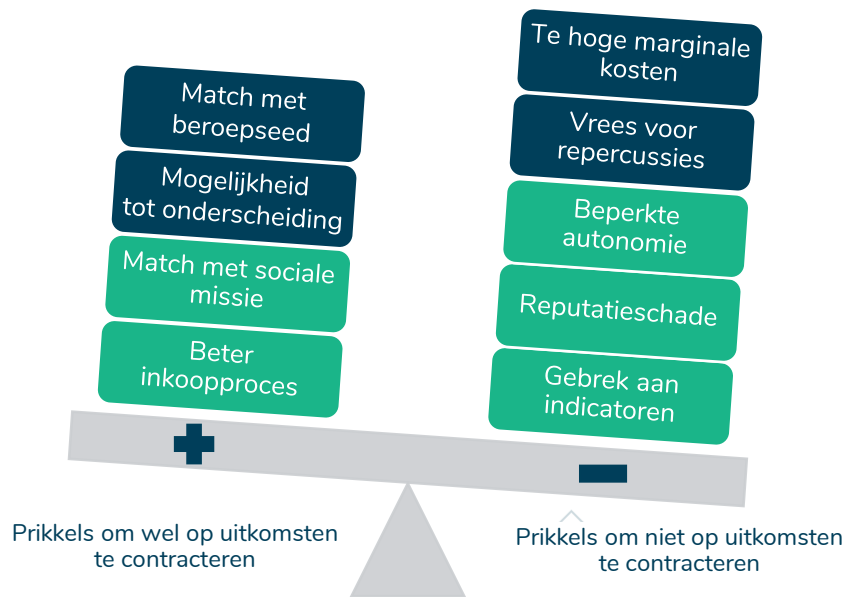 Match met
beroepseed
Mogelijkheid
tot onderscheiding
Match met sociale
missie
Beter
inkoopproces
Te hoge marginale
kosten
Vrees voor
repercussies
Beperkte
autonomie
Reputatieschade
Gebrek aan
indicatoren
Prikkels om wel op uitkomsten
te contracteren
Prikkels om niet op uitkomsten
te contracteren